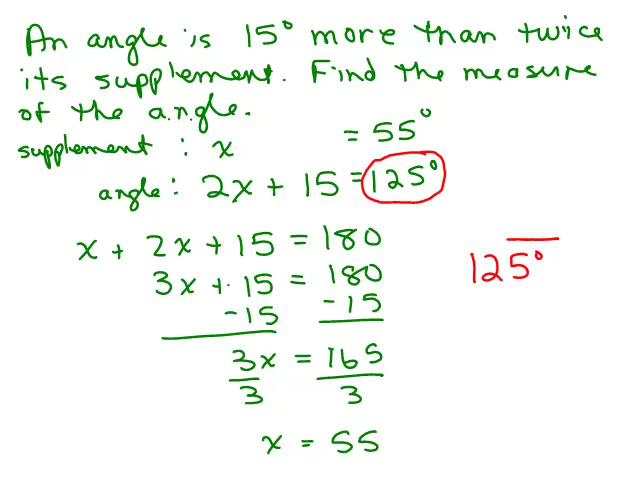 An angle is 15° more than twice
its supplement. Find the measure
of the angle.
supplement : x = 55°
angle : 2x + 15 = 125°
x + 2x + 15 = 180
3x + 15 = 180
-15 -15
3x = 165
3 3
x = 55
125°